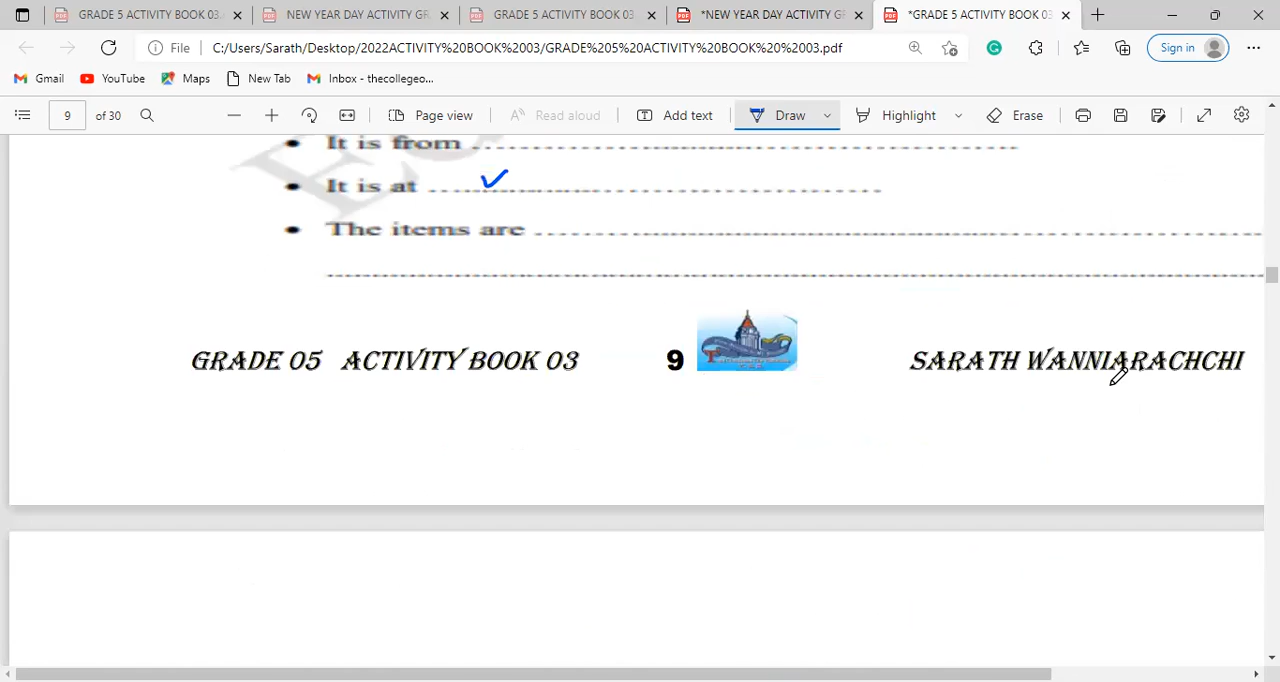 GRADE 5 ACTIVITY BOOK 03. NEW YEAR DAY ACTIVITY GR GRADE 5 ACTIVITY BOOK 03 *NEW YEAR DAY ACTIVITY GF *GRADE 5 ACTIVITY BOOK 03
File C:/Users/Sarath/Desktop/2022ACTIVITY%20BOOK%2003/GRADE%205%20ACTIVITY%20BOOK%20%2003.pdf Sign in
Gmail YouTube Maps New Tab Inbox - thecollegeo...
9 of 30 Page view Read aloud Add text Draw Highlight Erase
It is from ............................................................
It is at ............................................................
The items are ............................................................
GRADE 05 ACTIVITY BOOK 03 9 SARATH WANNIARACHCHI